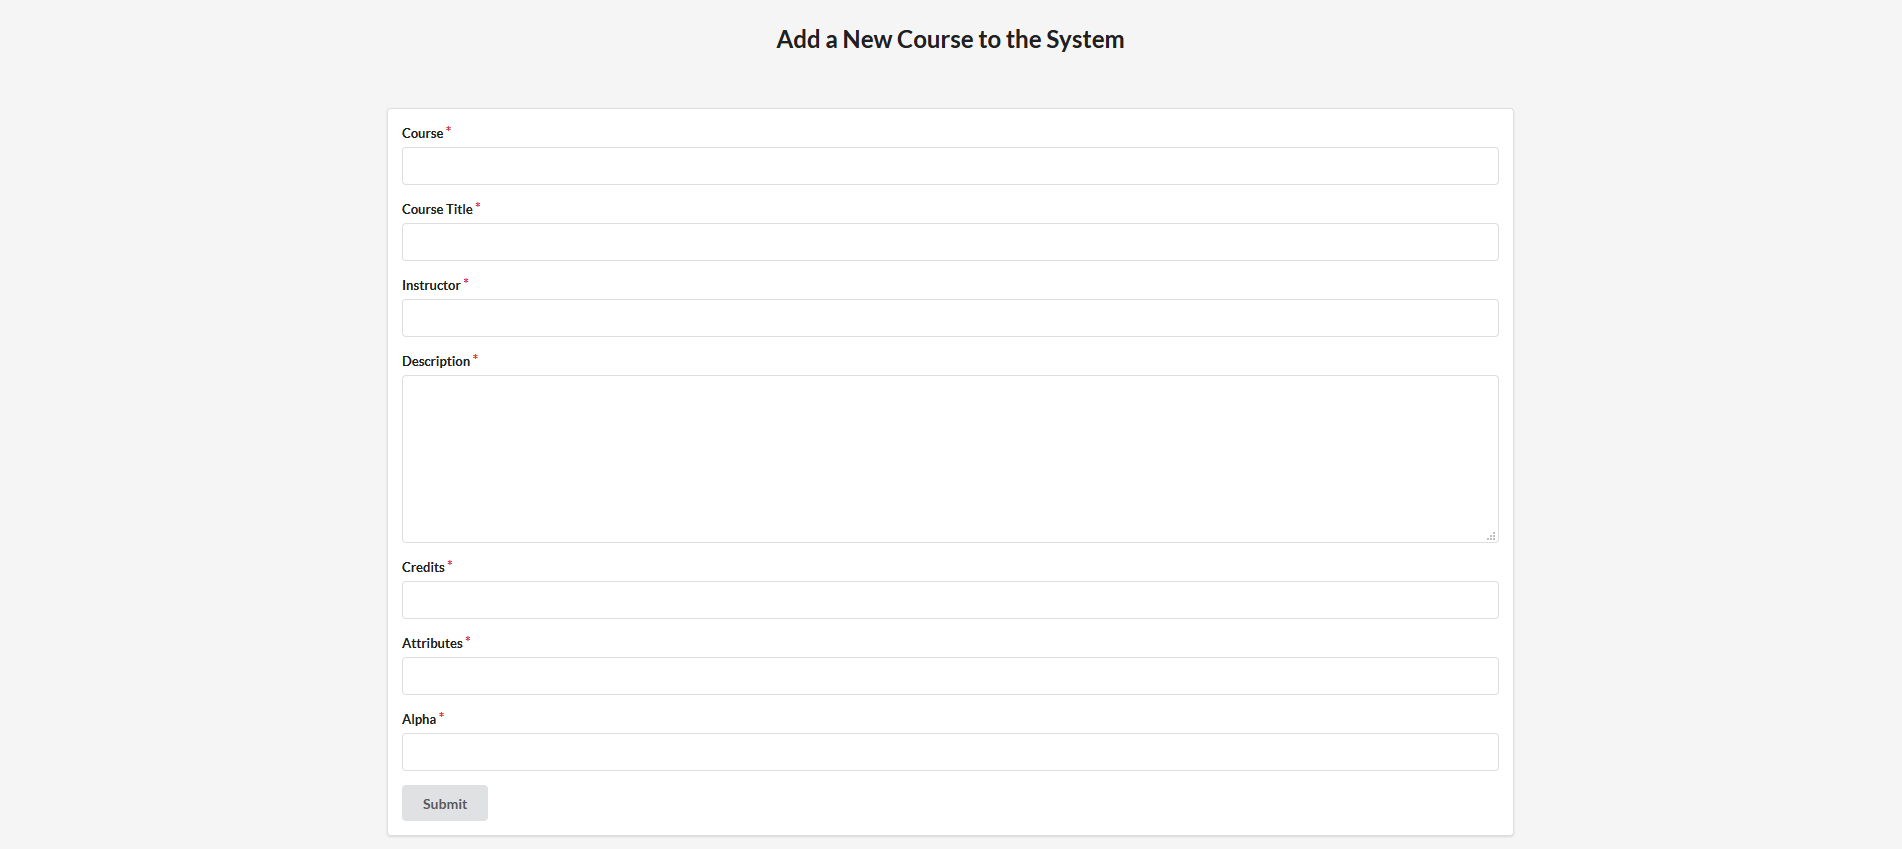 Add a New Course to the System
Course *
Course Title *
Instructor *
Description *
Credits *
Attributes *
Alpha *
Submit